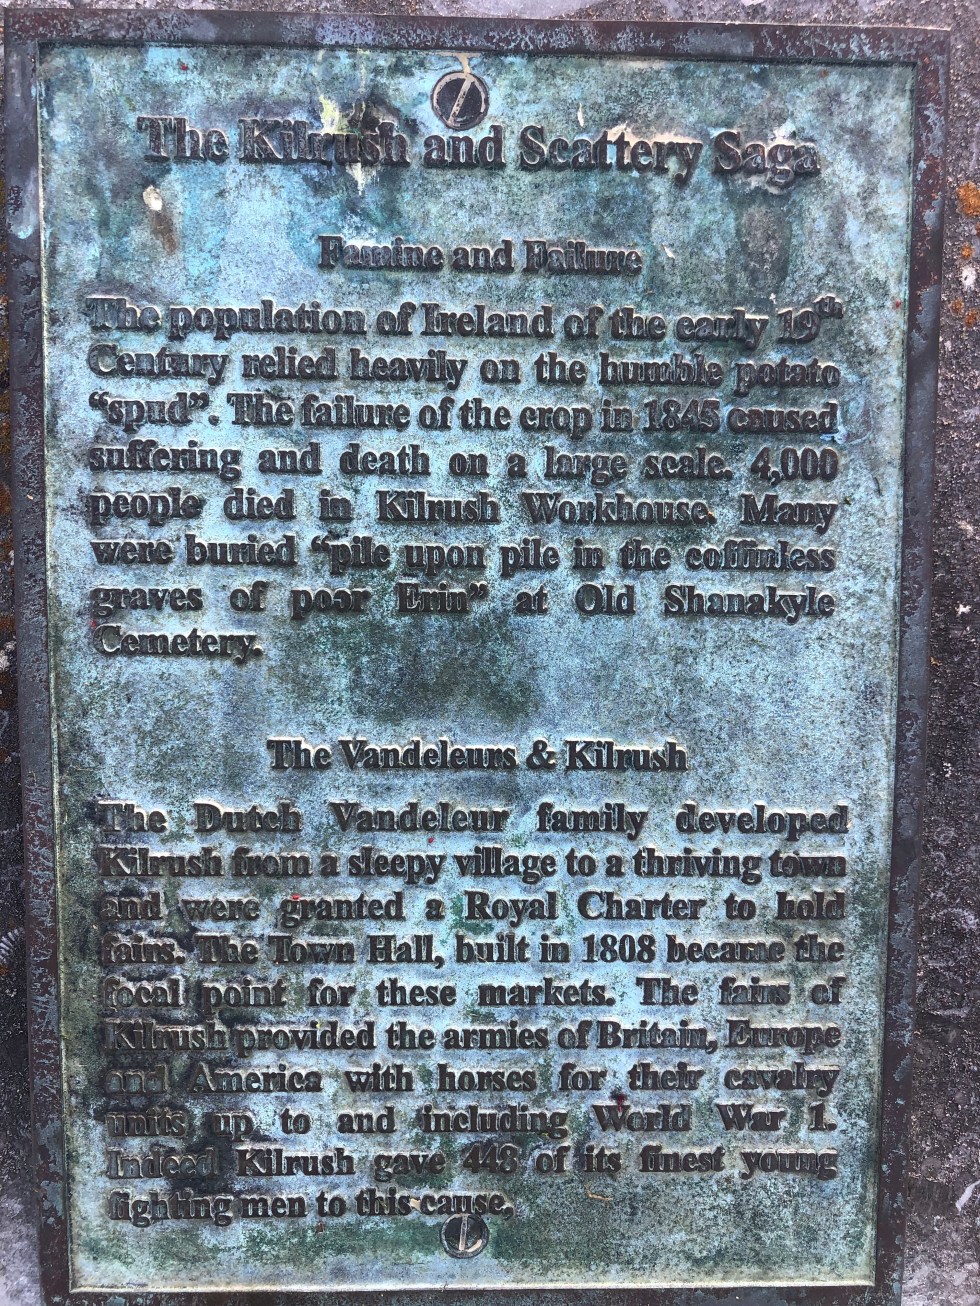 The Kilrush and Scattery Saga
Famine and Failure
The population of Ireland of the early 19th
Century relied heavily on the humble potato
“spud”. The failure of the crop in 1845 caused
suffering and death on a large scale. 4,000
people died in Kilrush Workhouse. Many
were buried “pile upon pile in the coffinless
graves of poor Erin” at Old Shanakyle
Cemetery.
The Vandeleurs & Kilrush
The Dutch Vandeleur family developed
Kilrush from a sleepy village to a thriving town
and were granted a Royal Charter to hold
fairs. The Town Hall, built in 1808 became the
focal point for these markets. The fairs of
Kilrush provided the armies of Britain, Europe
and America with horses for their cavalry
units up to and including World War 1.
Indeed Kilrush gave 448 of its finest young
fighting men to this cause.